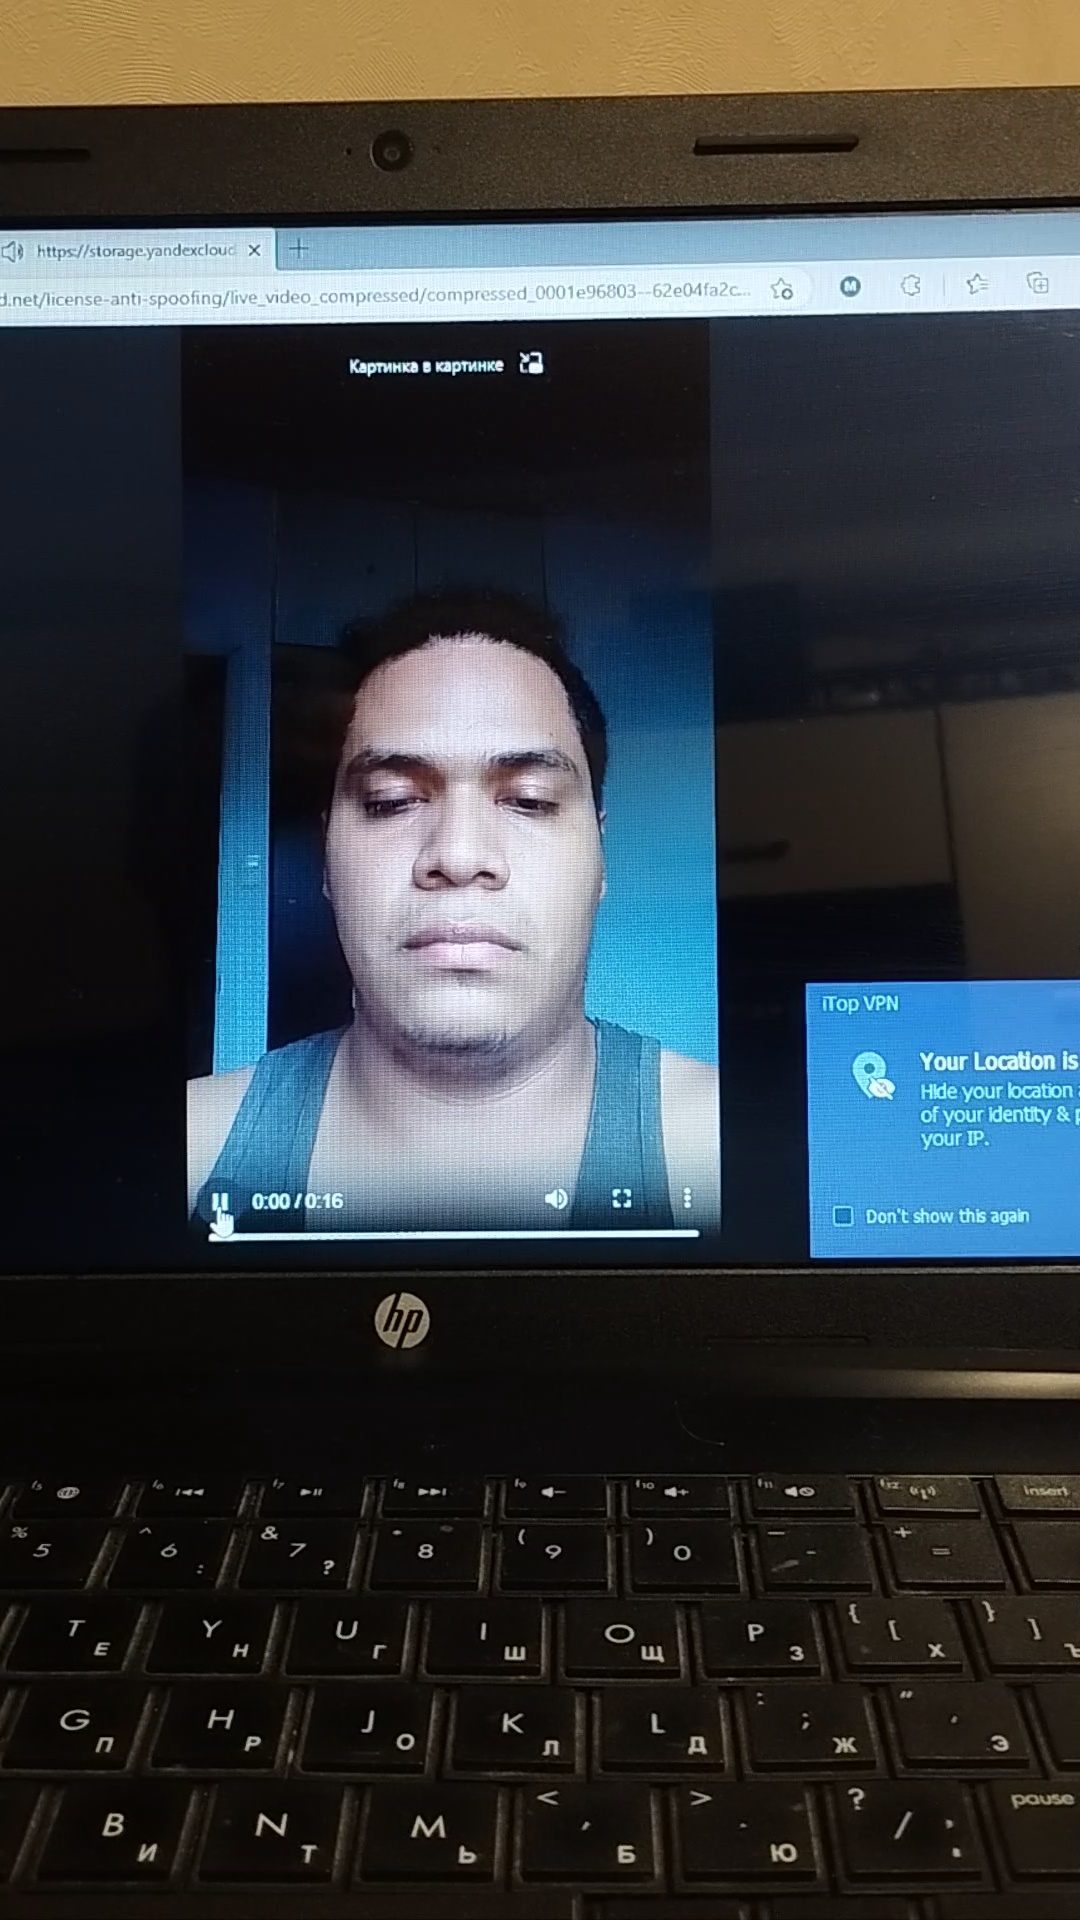 https://storage.yandexcloud
d.net/license-anti-spoofing/live_video_compressed/compressed_0001e96803--62e04fa2c...
M
Картинка в картинке
iTop VPN
Your Location is
Hide your location
of your identity &
your IP.
Don't show this again
0:00 / 0:16
hp
f5 f6 f7 f8 f9 f10 f11 f12 insert
% 5 ^ 6 : & 7 ? * 8 ( 9 ) 0 — - + =
T Е Y Н U Г I Ш O Щ P З { [ Х } ] Ъ
G П H Р J О K Л L Д : ; Ж " ' Э
B И N Т M Ь < , Б > . Ю ? / , . pause